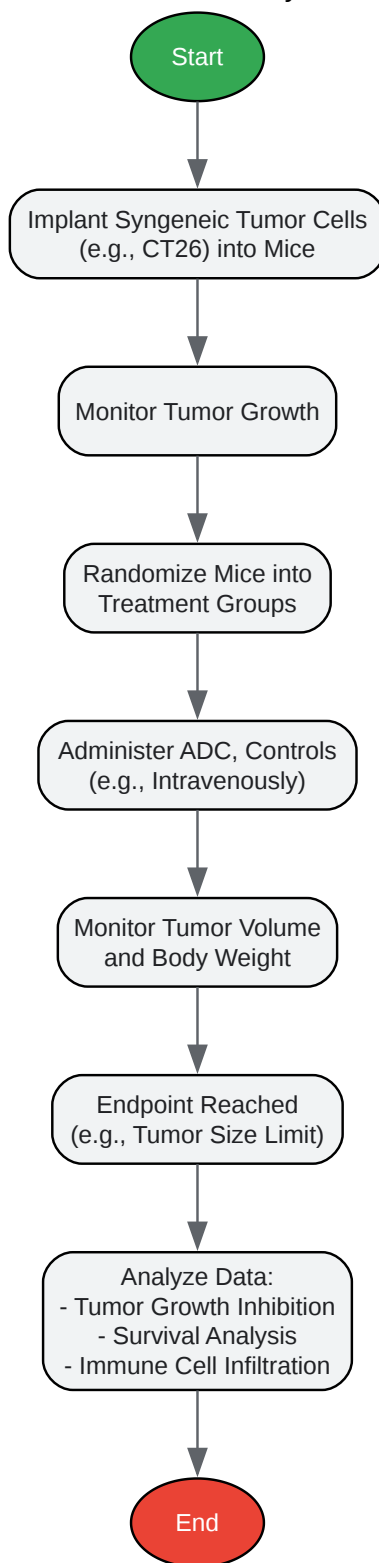 Start
Implant Syngeneic Tumor Cells
(e.g., CT26) into Mice
Monitor Tumor Growth
Randomize Mice into
Treatment Groups
Administer ADC, Controls
(e.g., Intravenously)
Monitor Tumor Volume
and Body Weight
Endpoint Reached
(e.g., Tumor Size Limit)
Analyze Data:
- Tumor Growth Inhibition
- Survival Analysis
- Immune Cell Infiltration
End